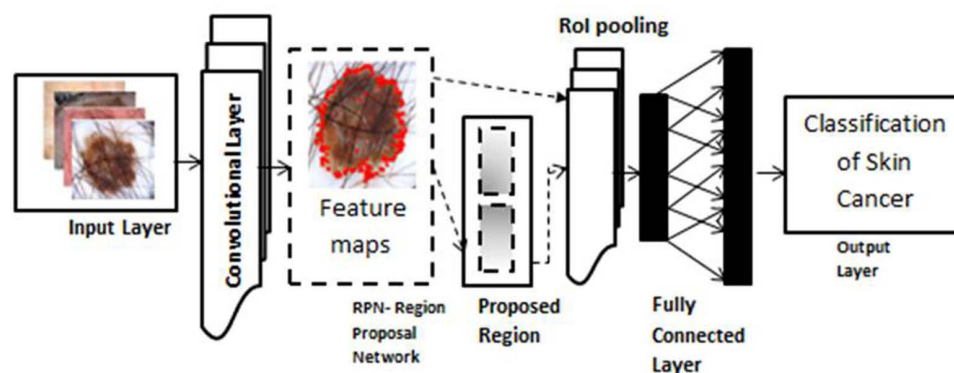 RoI pooling
Input Layer
Convolutional Layer
Feature
maps
RPN- Region
Proposal
Network
Proposed
Region
Fully
Connected
Layer
Classification
of Skin
Cancer
Output
Layer